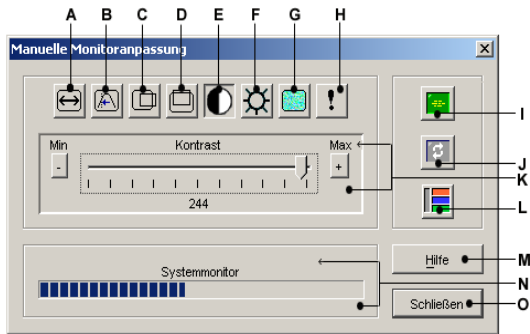 A B C D E F G H
Manuelle Monitoranpassung
I
Min Kontrast Max
- +
J
K
244
L
Hilfe M
Systemmonitor N
Schließen O